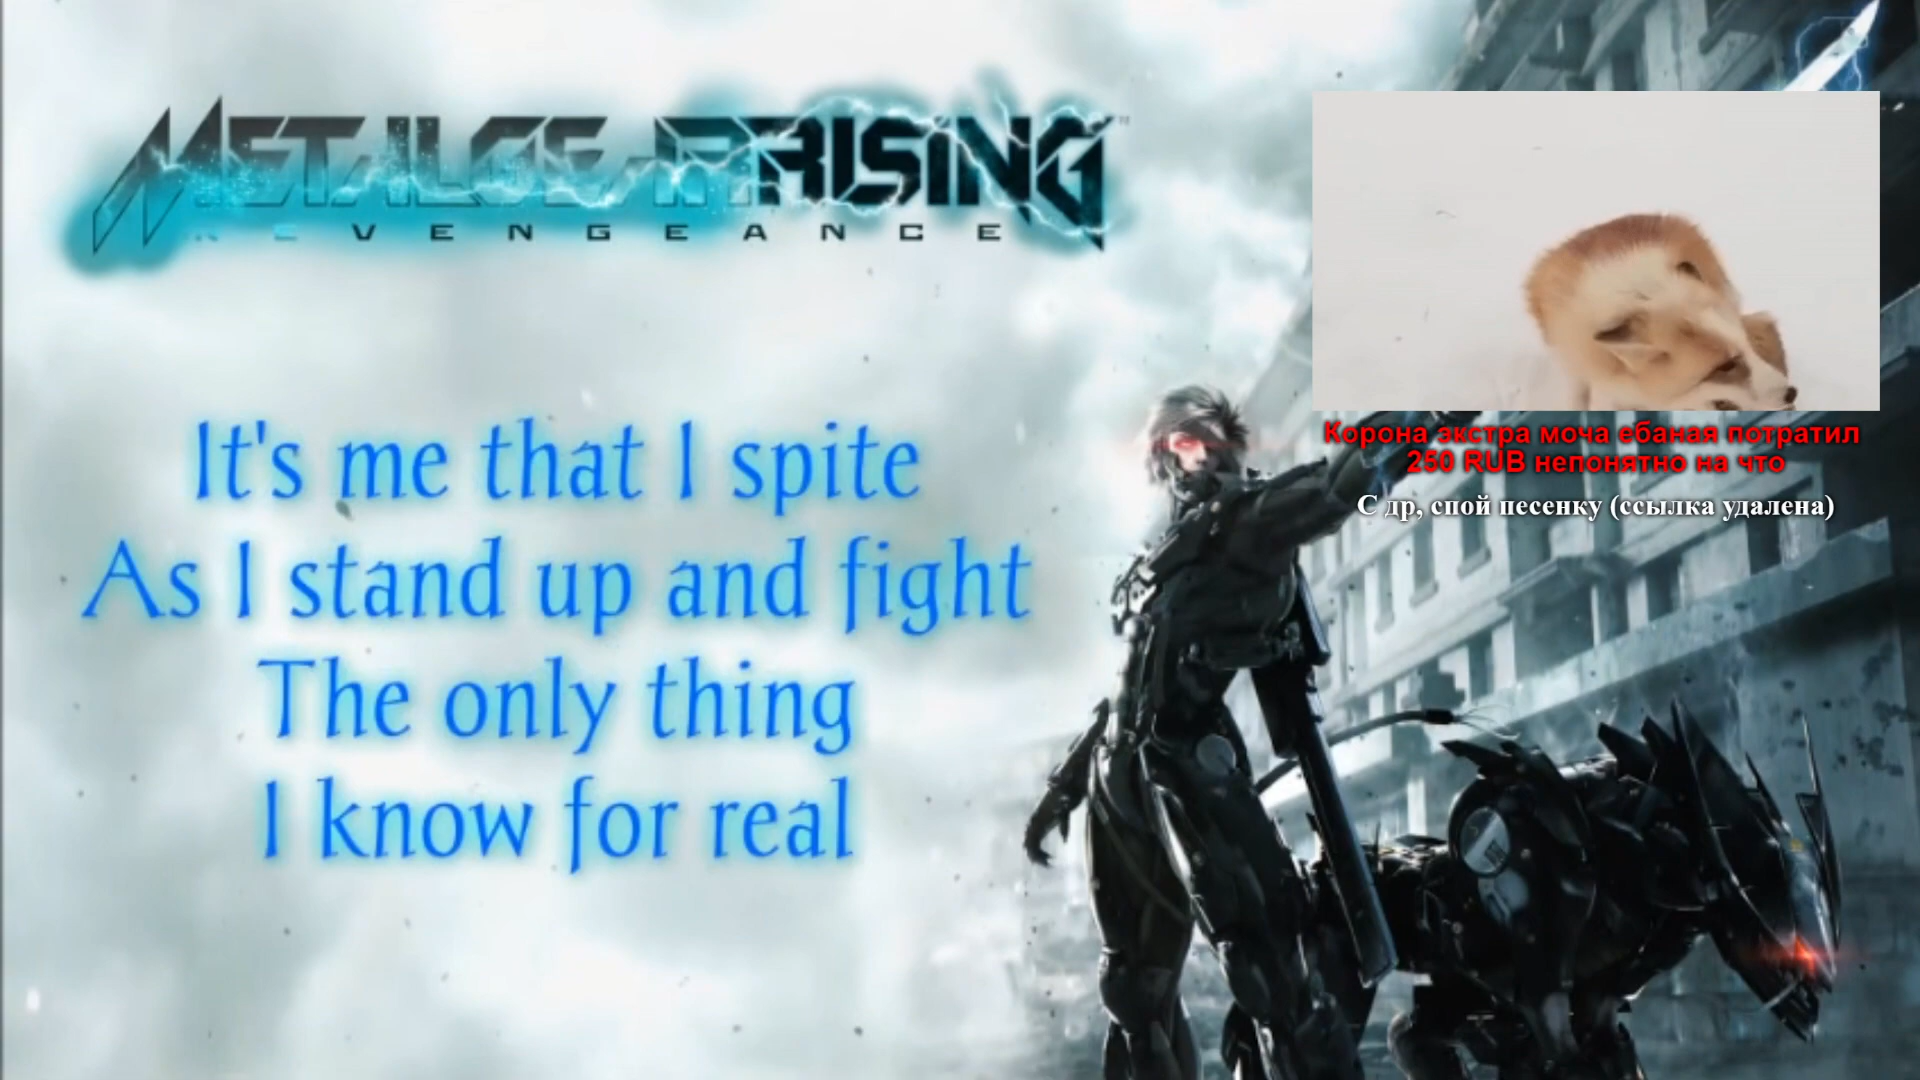 METAL GEAR RISING™
REVENGEANCE
It's me that I spite
As I stand up and fight
The only thing
I know for real
Корона экстра моча ебаная потратил
250 RUB непонятно на что
С др, спой песенку (ссылка удалена)